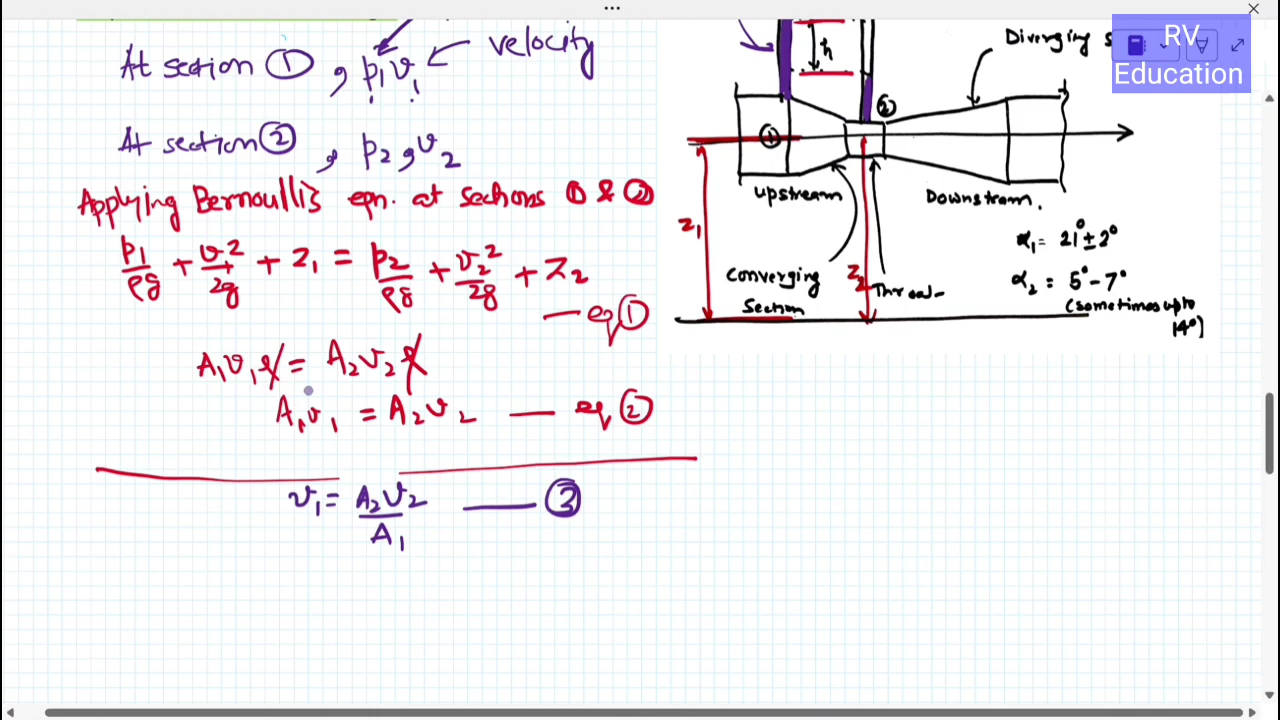 velocity
At section ①, p₁ v₁
At section ②, p₂, v₂
Applying Bernoulli's eqn. at sections ① & ②
p₁/ρg + v₁²/2g + z₁ = p₂/ρg + v₂²/2g + z₂
— eq ①
A₁v₁ρ = A₂v₂ρ
A₁v₁ = A₂v₂ — eq ②
v₁ = A₂v₂/A₁ — ③
RV
Education
Diverging
h
②
①
upstream
Downstream.
z₁
z₂
α₁ = 21° ± 2°
α₂ = 5° – 7°
(sometimes upto
14°)
Converging
Section